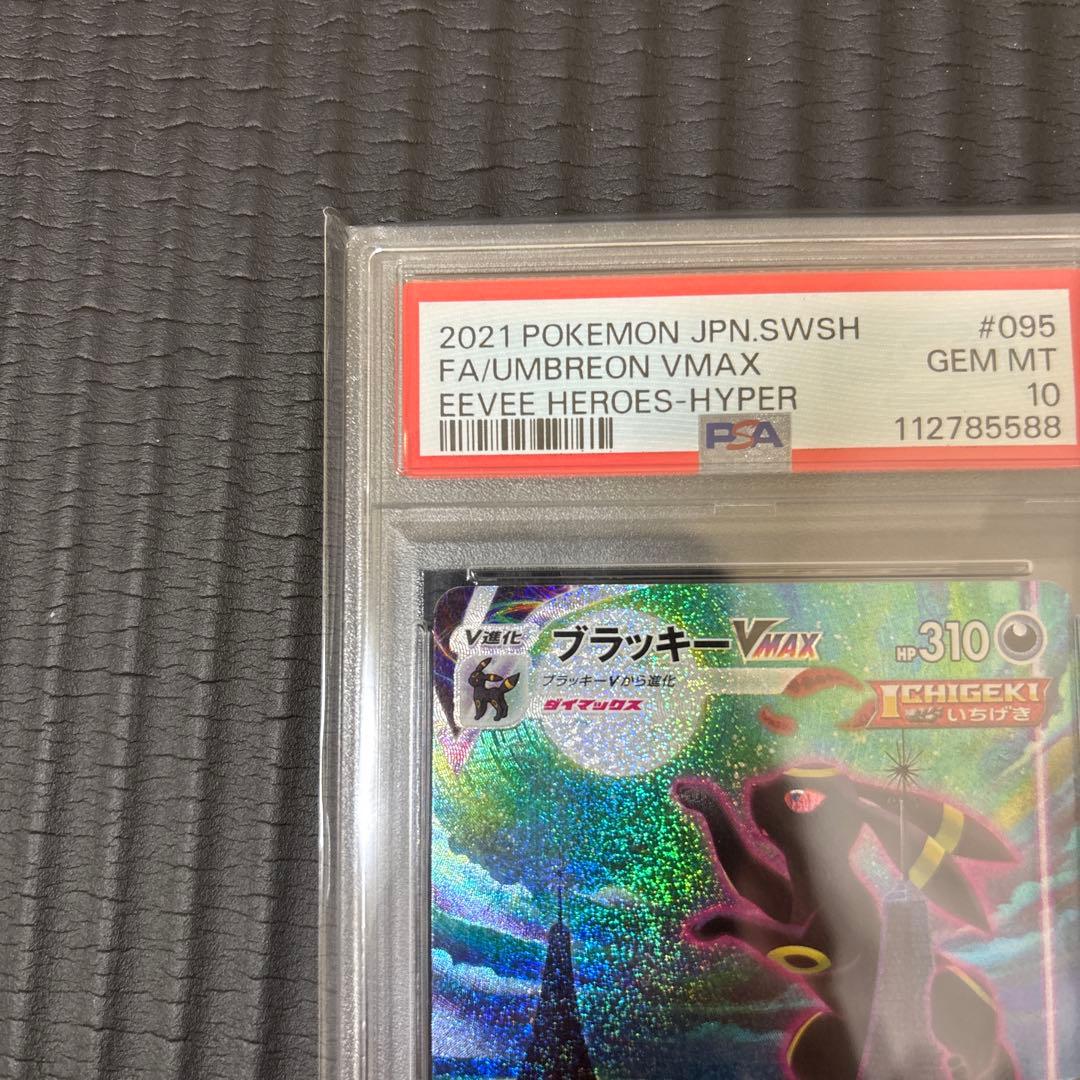 2021 POKEMON JPN.SWSH #095
FA/UMBREON VMAX GEM MT
EEVEE HEROES-HYPER 10
PSA 112785588
V進化 ブラッキーVMAX HP310
ブラッキーVから進化
ダイマックス
ICHIGEKI
いちげき